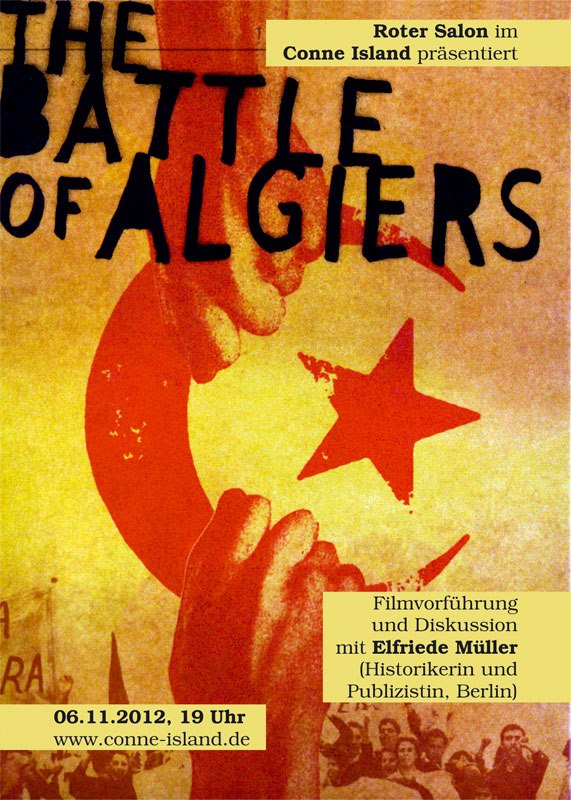 THE
BATTLE
OF ALGIERS
Roter Salon im
Conne Island präsentiert
Filmvorführung
und Diskussion
mit Elfriede Müller
(Historikerin und
Publizistin, Berlin)
RA
06.11.2012, 19 Uhr
www.conne-island.de